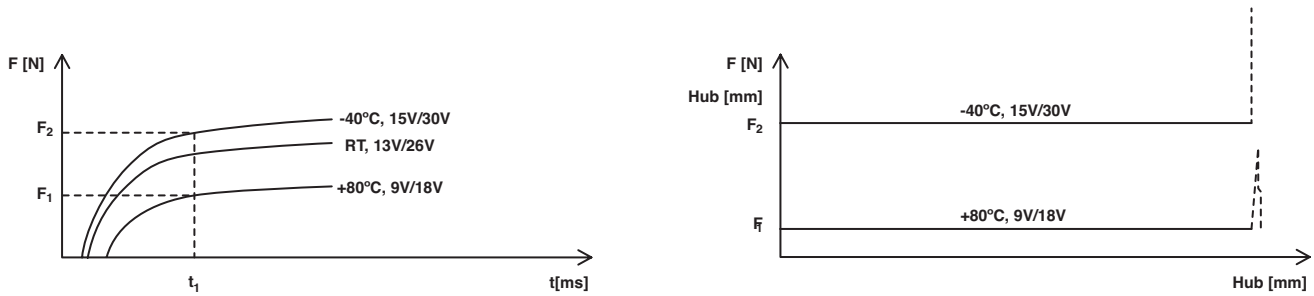 F [N]
F₂
F₁
-40°C, 15V/30V
RT, 13V/26V
+80°C, 9V/18V
t₁
t[ms]
F [N]
Hub [mm]
F₂
-40°C, 15V/30V
F₁
+80°C, 9V/18V
Hub [mm]